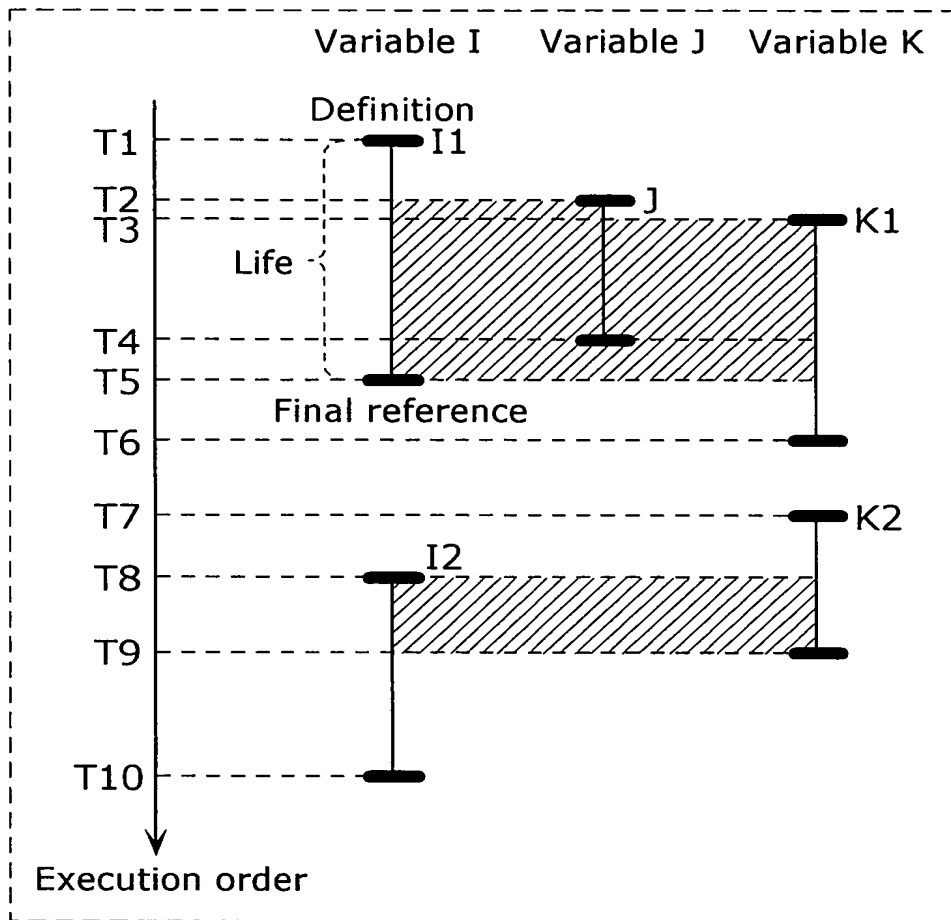 Variable I Variable J Variable K
Definition
T1 I1
T2 J
T3 K1
Life
T4
T5
Final reference
T6
T7 K2
I2
T8
T9
T10
Execution order